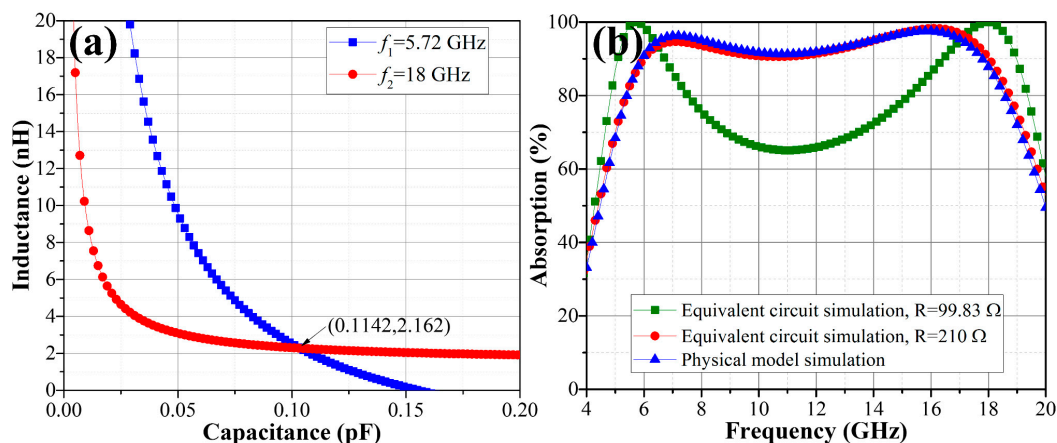 (a)
f1=5.72 GHz
f2=18 GHz
(0.1142,2.162)
20
18
16
14
12
10
8
6
4
2
0
0.00 0.05 0.10 0.15 0.20
Inductance (nH)
Capacitance (pF)
(b)
100
80
60
40
20
0
4 6 8 10 12 14 16 18 20
Absorption (%)
Frequency (GHz)
Equivalent circuit simulation, R=99.83 Ω
Equivalent circuit simulation, R=210 Ω
Physical model simulation